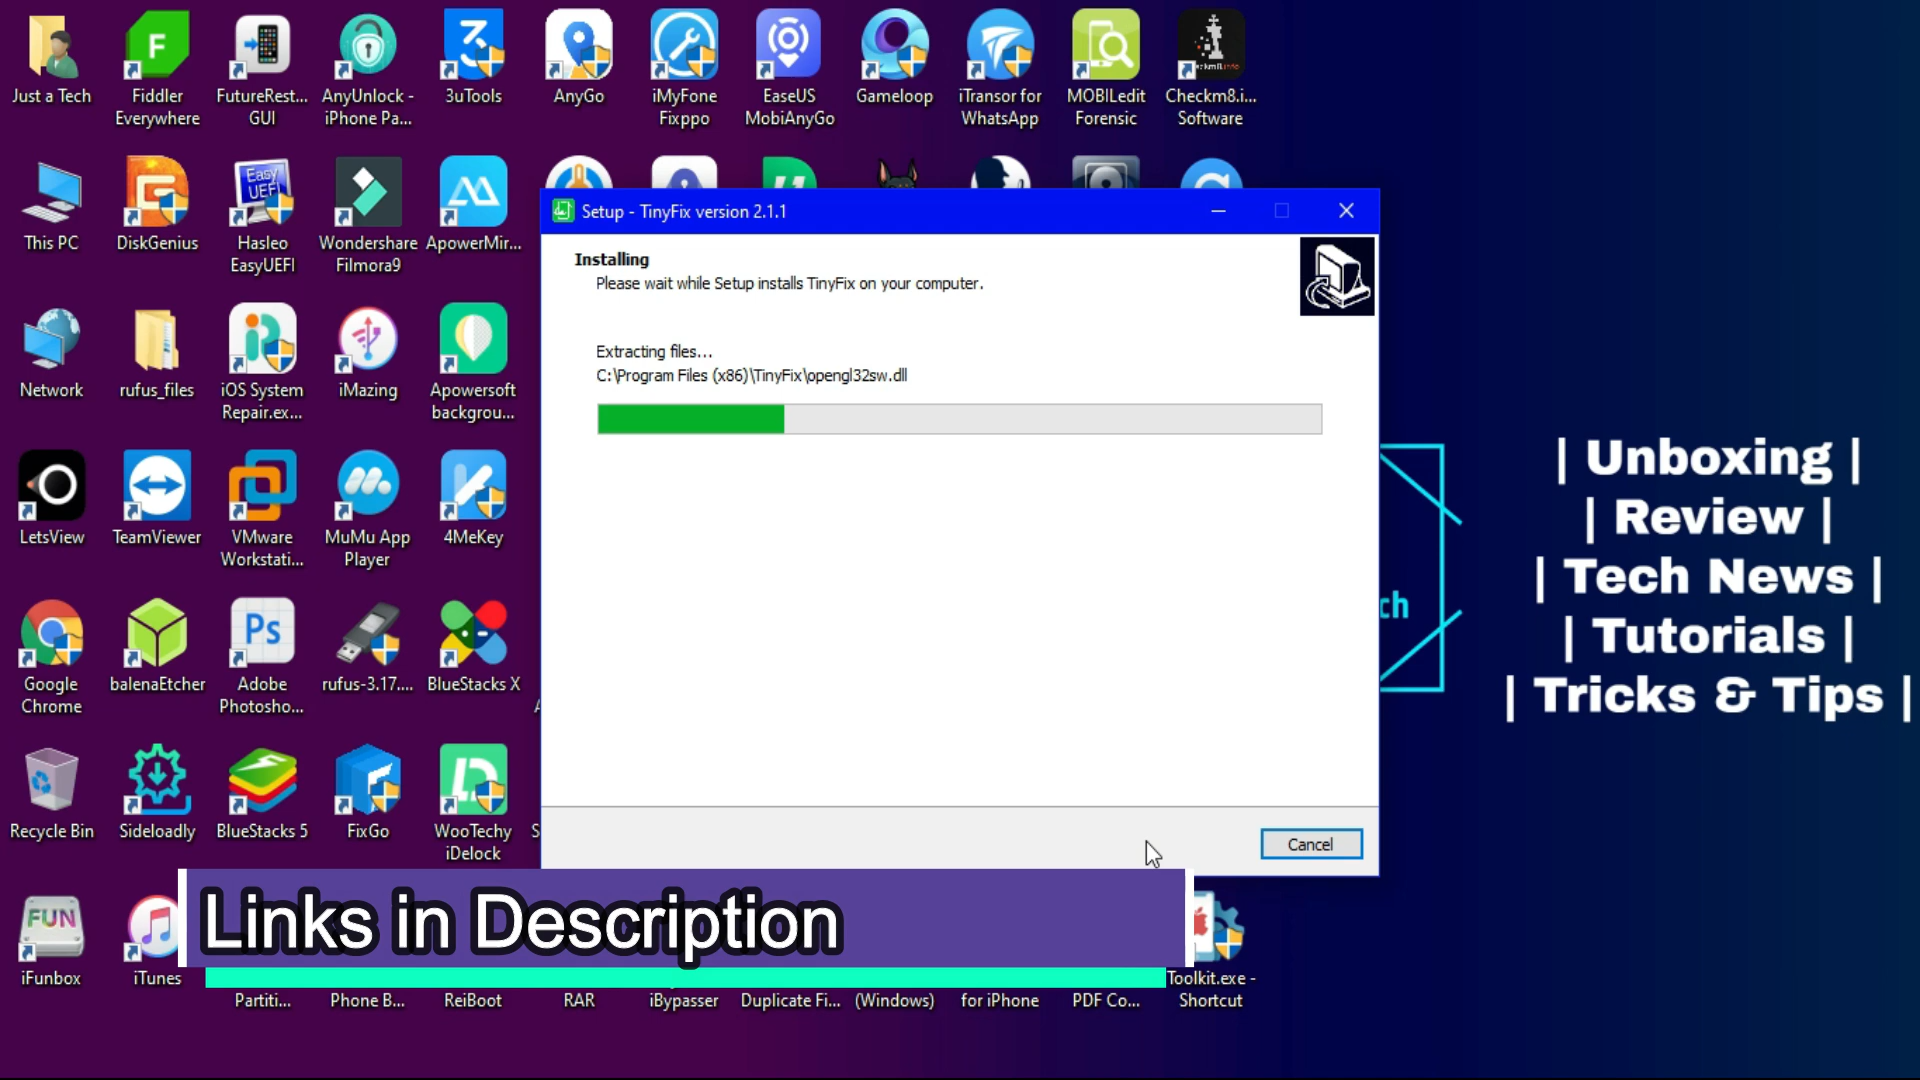 Just a Tech
Fiddler
Everywhere
FutureRest...
GUI
AnyUnlock -
iPhone Pa...
3uTools
AnyGo
iMyFone
Fixppo
EaseUS
MobiAnyGo
Gameloop
iTransor for
WhatsApp
MOBILedit
Forensic
Checkm8.i...
Software
This PC
DiskGenius
Easy
UEFI
Hasleo
EasyUEFI
Wondershare
Filmora9
ApowerMir...
Setup - TinyFix version 2.1.1
Installing
Please wait while Setup installs TinyFix on your computer.
Extracting files...
C:\Program Files (x86)\TinyFix\opengl32sw.dll
Cancel
Network
rufus_files
iOS System
Repair.ex...
iMazing
Apowersoft
backgrou...
LetsView
TeamViewer
VMware
Workstati...
MuMu App
Player
4MeKey
Google
Chrome
balenaEtcher
Ps
Adobe
Photosho...
rufus-3.17....
BlueStacks X
ch
| Unboxing |
| Review |
| Tech News |
| Tutorials |
| Tricks & Tips |
Recycle Bin
Sideloadly
BlueStacks 5
FixGo
WooTechy
iDelock
Links in Description
FUN
iFunbox
iTunes
Partiti...
Phone B...
ReiBoot
RAR
iBypasser
Duplicate Fi...
(Windows)
for iPhone
PDF Co...
Toolkit.exe -
Shortcut